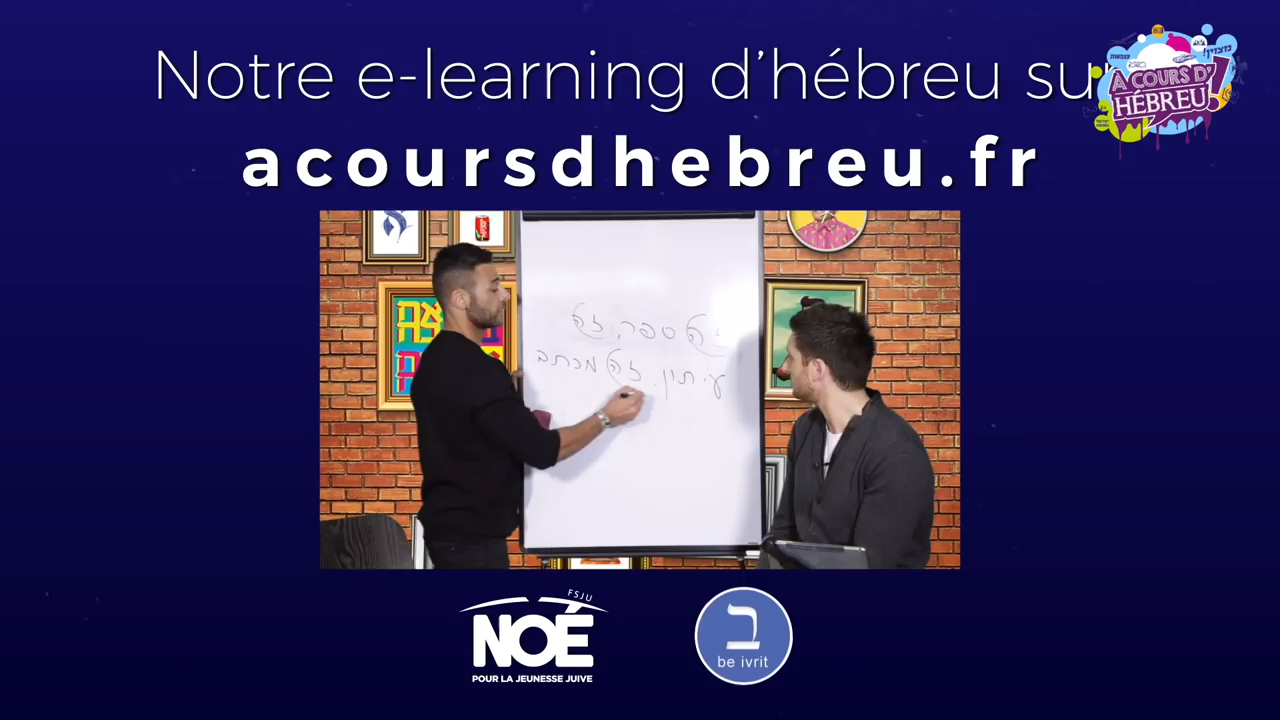 Notre e-learning d’hébreu su
acoursdhebreu.fr
A COURS D'
HÉBREU!
זה ספר, זה
עיתון. זה מכתב
FSJU
NOÉ
POUR LA JEUNESSE JUIVE
ב
be ivrit